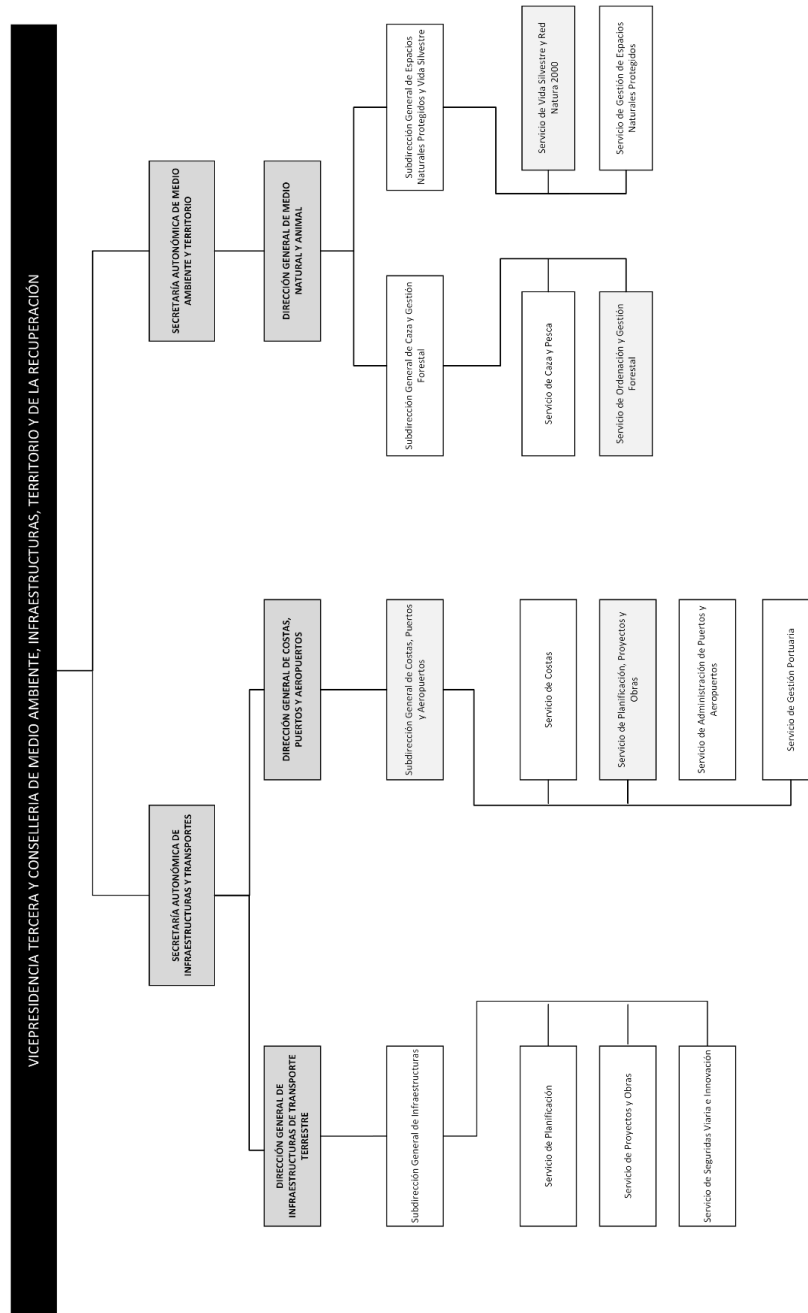 VICEPRESIDENCIA TERCERA Y CONSELLERIA DE MEDIO AMBIENTE, INFRAESTRUCTURAS, TERRITORIO Y DE LA RECUPERACIÓN
SECRETARÍA AUTONÓMICA DE
INFRAESTRUCTURAS Y TRANSPORTES
SECRETARÍA AUTONÓMICA DE MEDIO
AMBIENTE Y TERRITORIO
DIRECCIÓN GENERAL DE
INFRAESTRUCTURAS DE TRANSPORTE
TERRESTRE
DIRECCIÓN GENERAL DE COSTAS,
PUERTOS Y AEROPUERTOS
DIRECCIÓN GENERAL DE MEDIO
NATURAL Y ANIMAL
Subdirección General de Infraestructuras
Subdirección General de Costas, Puertos
y Aeropuertos
Subdirección General de Caza y Gestión
Forestal
Subdirección General de Espacios
Naturales Protegidos y Vida Silvestre
Servicio de Planificación
Servicio de Costas
Servicio de Caza y Pesca
Servicio de Vida Silvestre y Red
Natura 2000
Servicio de Proyectos y Obras
Servicio de Planificación, Proyectos y
Obras
Servicio de Ordenación y Gestión
Forestal
Servicio de Gestión de Espacios
Naturales Protegidos
Servicio de Seguridas Viaria e Innovación
Servicio de Administración de Puertos y
Aeropuertos
Servicio de Gestión Portuaria